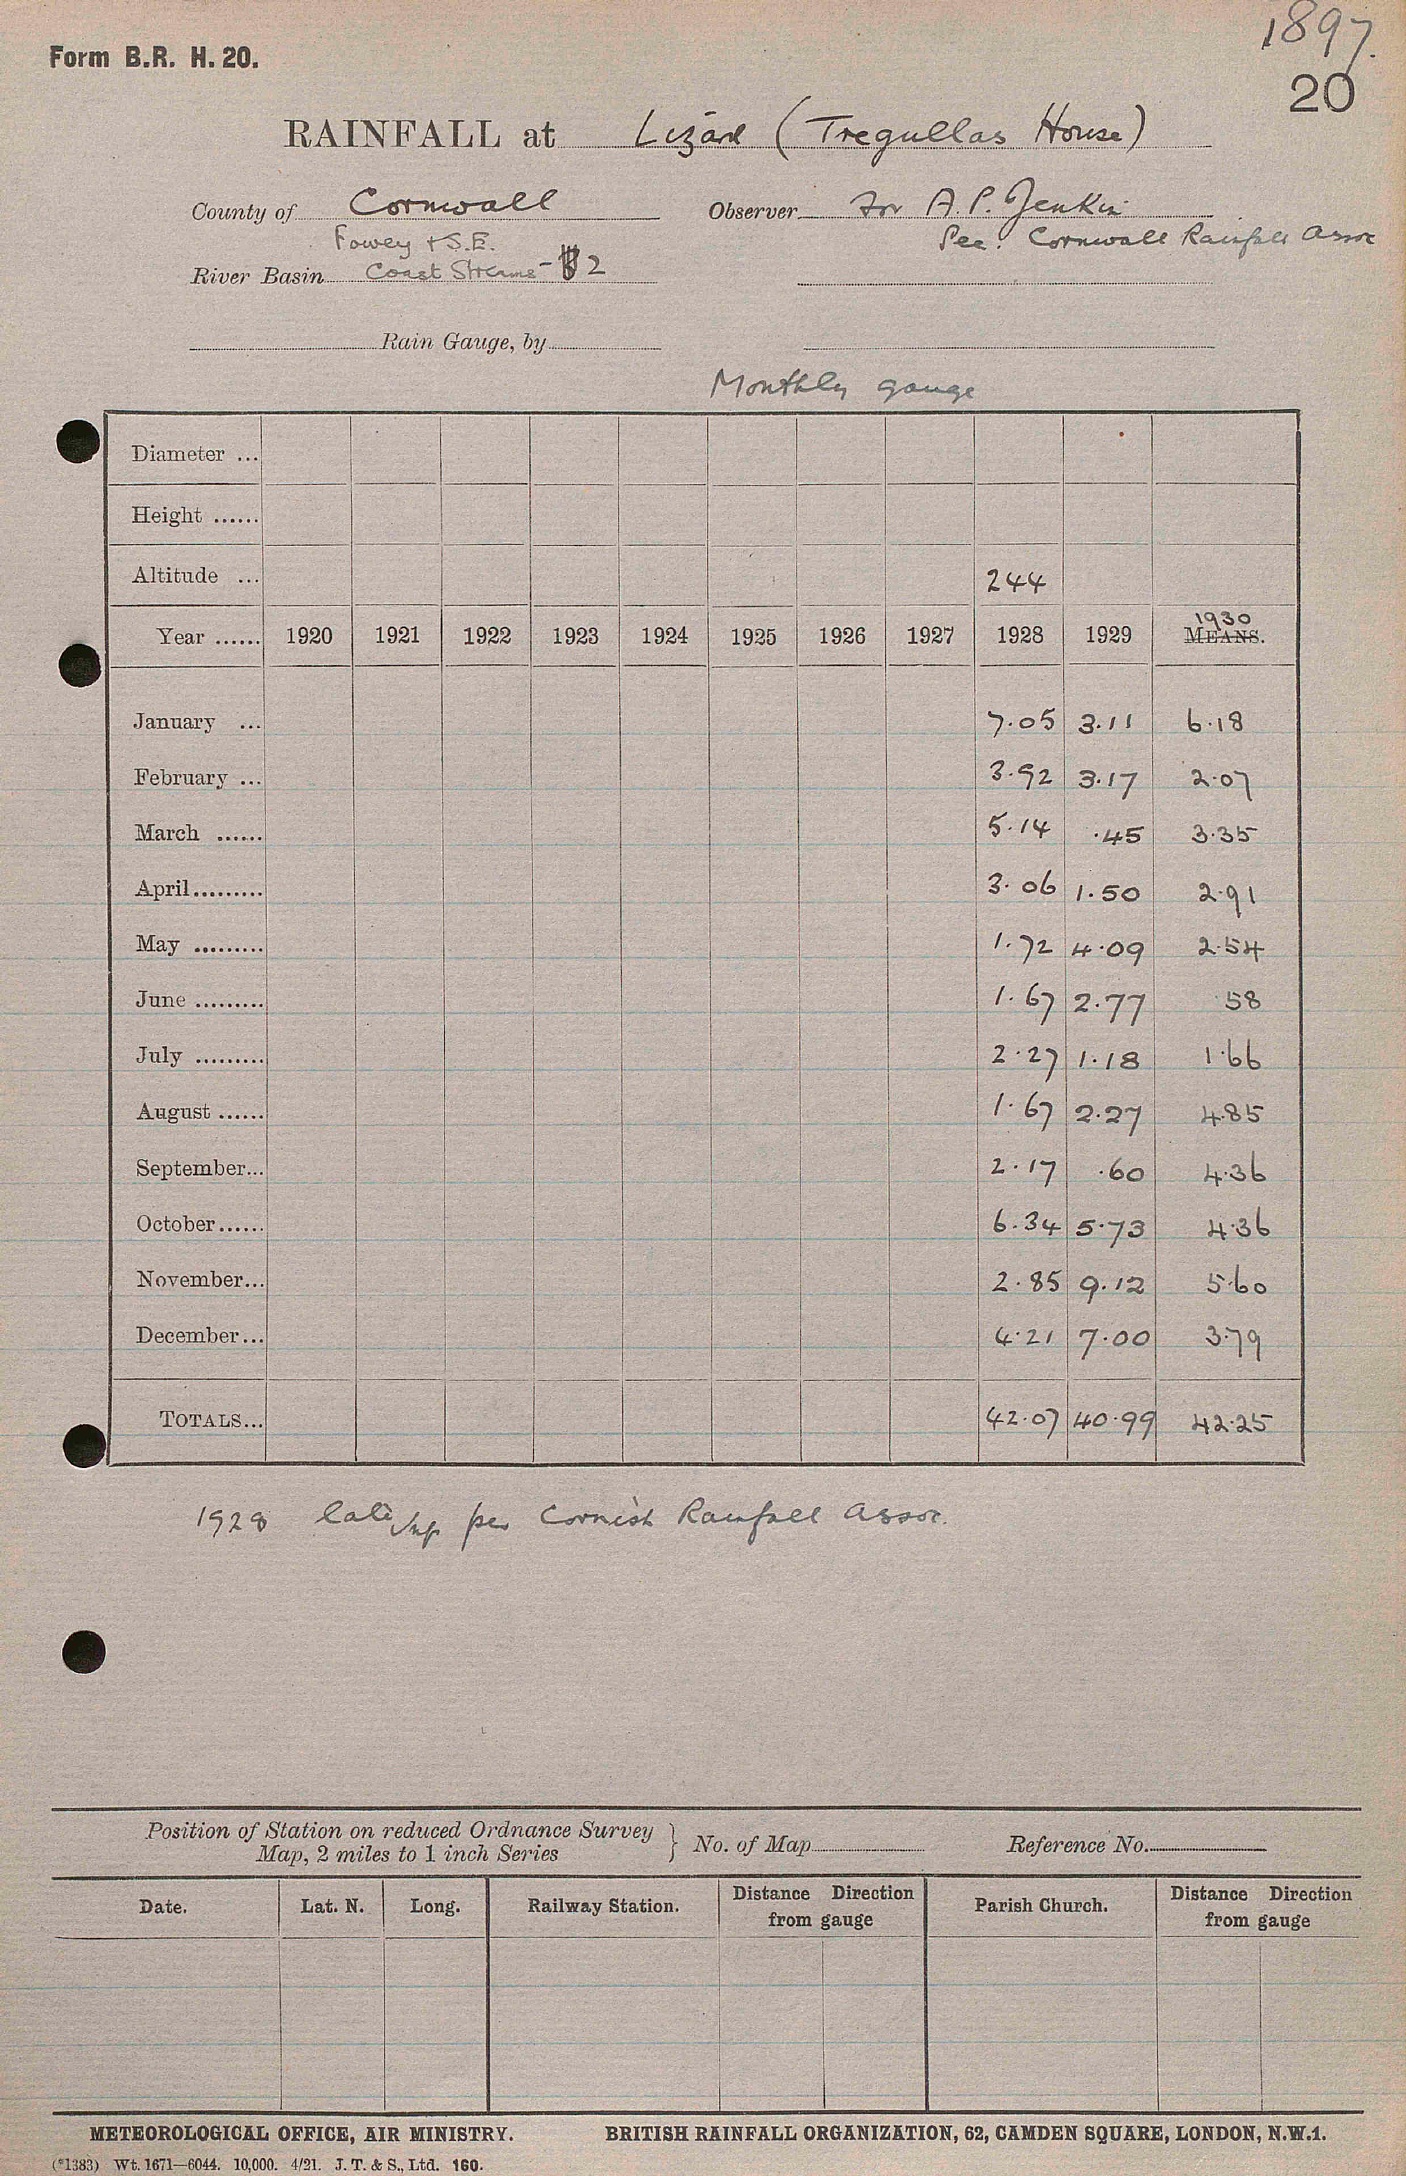 1897.
Form B.R. H. 20.
20
RAINFALL at Lizard (Tregullas House)
County of Cornwall Observer for A.P. Jenkin
Fowey + S.E. Per: Cornwall Rainfall Assoc
River Basin Coast Streams - 2
Rain Gauge, by
Monthly gauge
Diameter ...
Height ......
Altitude ... 244
Year ...... 1920 1921 1922 1923 1924 1925 1926 1927 1928 1929 1930 MEANS.
January ... 7.05 3.11 6.18
February ... 3.92 3.17 2.07
March ...... 5.14 .45 3.35
April......... 3.06 1.50 2.91
May ......... 1.72 4.09 2.54
June ......... 1.67 2.77 58
July ......... 2.27 1.18 1.66
August ...... 1.67 2.27 4.85
September... 2.17 .60 4.36
October...... 6.34 5.73 4.36
November... 2.85 9.12 5.60
December... 4.21 7.00 3.79
TOTALS... 42.07 40.99 42.25
1928 late per Cornish Rainfall Assoc.
Position of Station on reduced Ordnance Survey
Map, 2 miles to 1 inch Series } No. of Map Reference No.
Date. Lat. N. Long. Railway Station. Distance Direction from gauge Parish Church. Distance Direction from gauge
METEOROLOGICAL OFFICE, AIR MINISTRY. BRITISH RAINFALL ORGANIZATION, 62, CAMDEN SQUARE, LONDON, N.W.1.
(*1383) Wt. 1671—6044. 10,000. 4/21. J. T. & S., Ltd. 160.